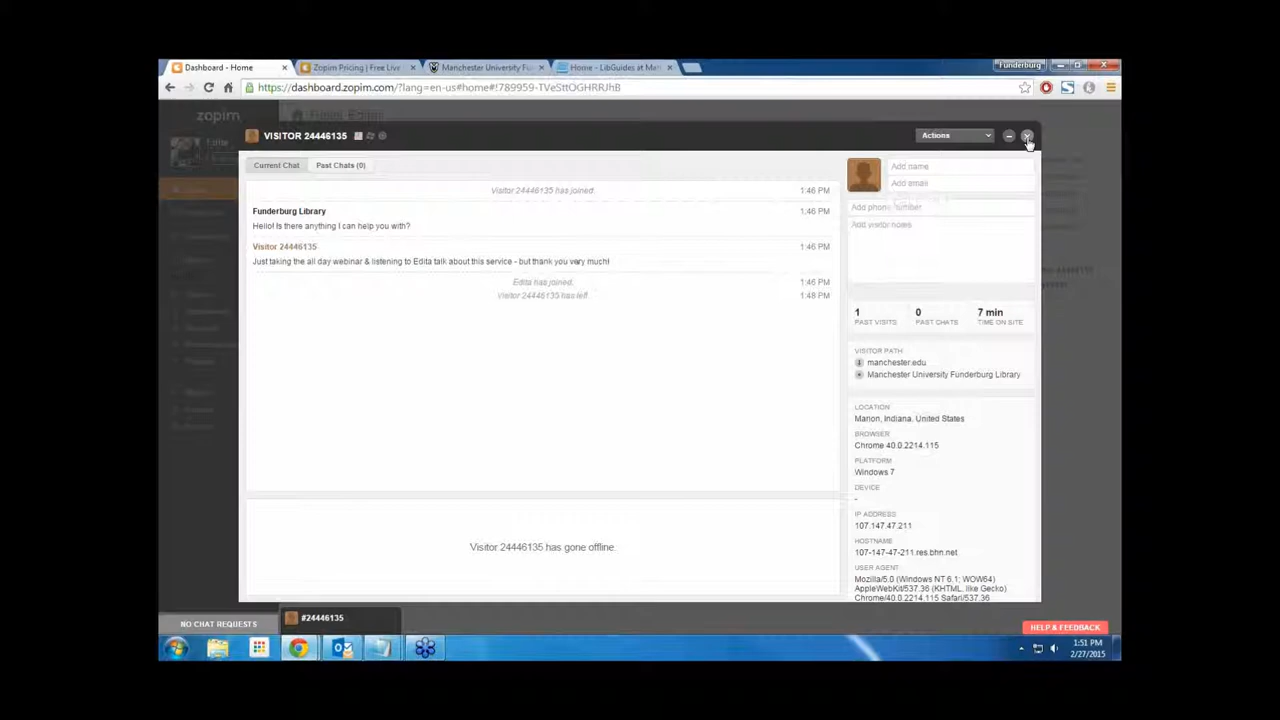 Dashboard - Home
Zopim Pricing | Free Live
Manchester University Fu
Home - LibGuides at Ma
Funderburg
https://dashboard.zopim.com/?lang=en-us#home#!789959-TVeSttOGHRRJhB
zopim
VISITOR 24446135
Actions
Current Chat
Past Chats (0)
Visitor 24446135 has joined.
1:46 PM
Funderburg Library
1:46 PM
Hello! Is there anything I can help you with?
Visitor 24446135
1:46 PM
Just taking the all day webinar & listening to Edita talk about this service - but thank you very much!
Edita has joined.
1:46 PM
Visitor 24446135 has left.
1:48 PM
Visitor 24446135 has gone offline.
Add name
Add email
Add phone number
Add visitor notes
1
PAST VISITS
0
PAST CHATS
7 min
TIME ON SITE
VISITOR PATH
manchester.edu
Manchester University Funderburg Library
LOCATION
Marion, Indiana, United States
BROWSER
Chrome 40.0.2214.115
PLATFORM
Windows 7
DEVICE
-
IP ADDRESS
107.147.47.211
HOSTNAME
107-147-47-211.res.bhn.net
USER AGENT
Mozilla/5.0 (Windows NT 6.1; WOW64)
AppleWebKit/537.36 (KHTML, like Gecko)
Chrome/40.0.2214.115 Safari/537.36
NO CHAT REQUESTS
#24446135
HELP & FEEDBACK
1:51 PM
2/27/2015